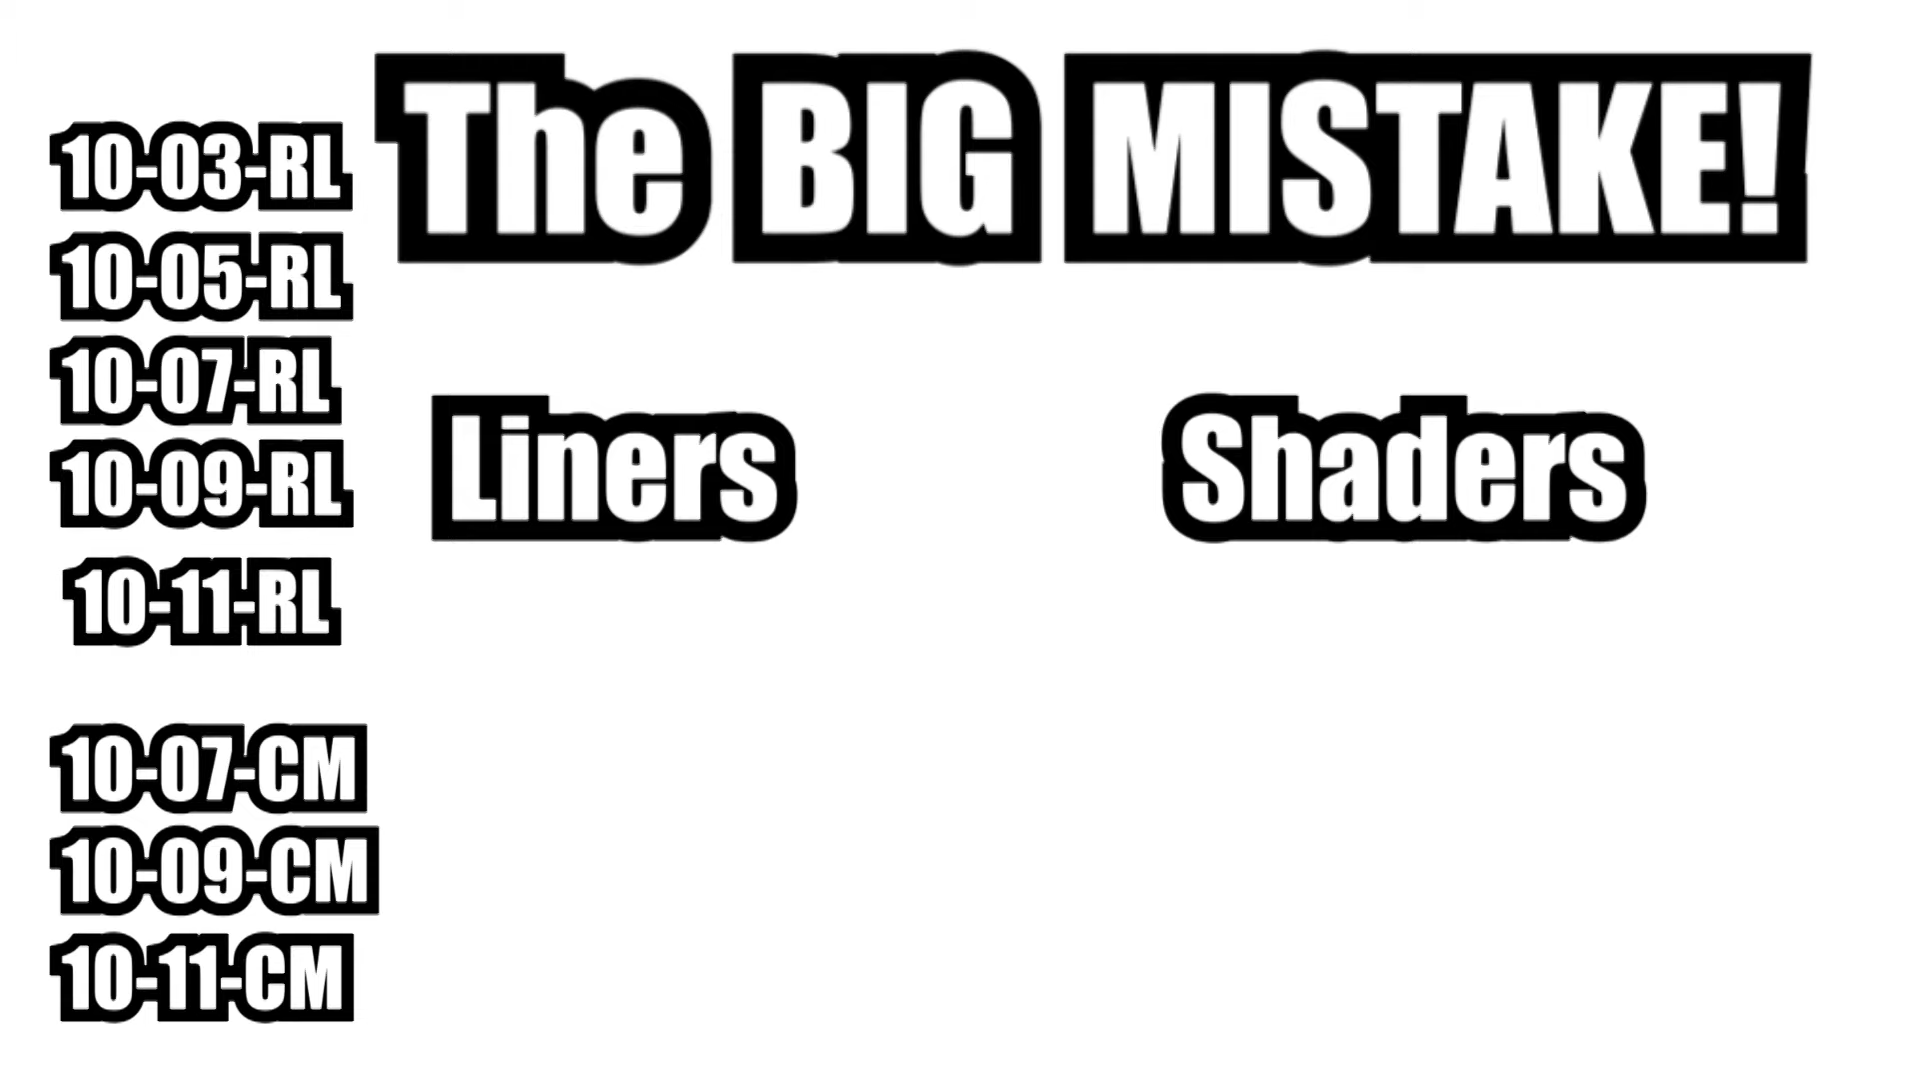 The BIG MISTAKE!
10-03-RL
10-05-RL
10-07-RL
10-09-RL
10-11-RL
Liners
Shaders
10-07-CM
10-09-CM
10-11-CM